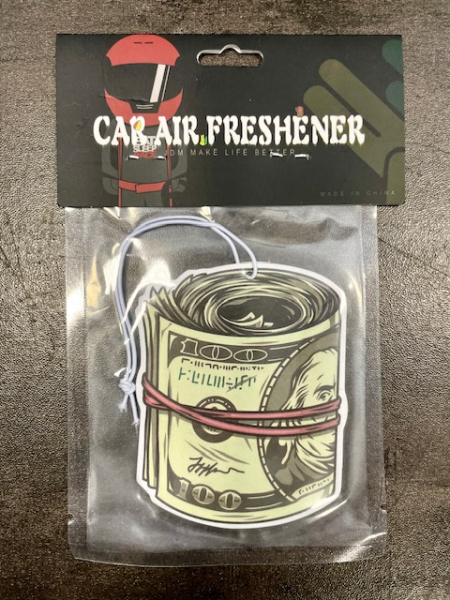 CAR AIR FRESHENER
JDM MAKE LIFE BETTER
MADE IN CHINA
100
100